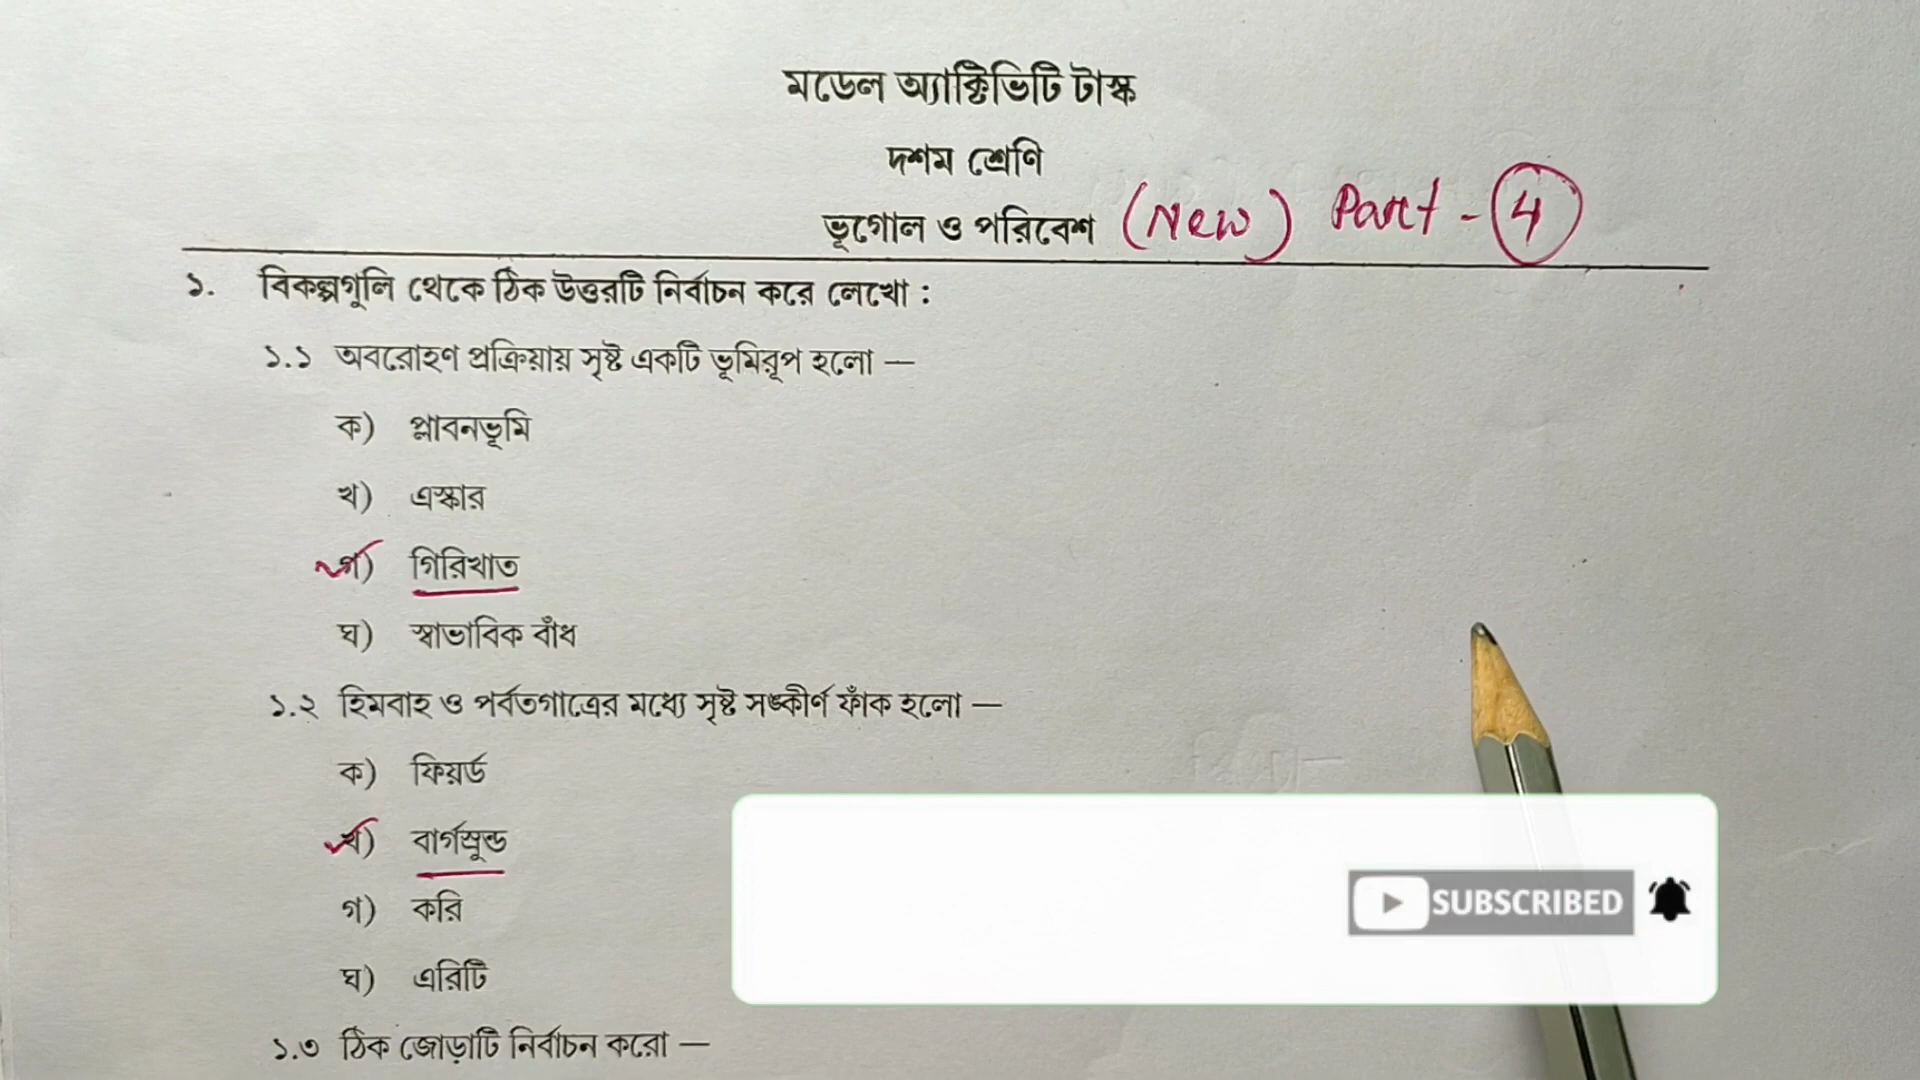 মডেল অ্যাক্টিভিটি টাস্ক
দশম শ্রেণি
ভূগোল ও পরিবেশ (New) Part - 4
১. বিকল্পগুলি থেকে ঠিক উত্তরটি নির্বাচন করে লেখো :
১.১ অবরোহণ প্রক্রিয়ায় সৃষ্ট একটি ভূমিরূপ হলো —
ক) প্লাবনভূমি
খ) এস্কার
গ) গিরিখাত
ঘ) স্বাভাবিক বাঁধ
১.২ হিমবাহ ও পর্বতগাত্রের মধ্যে সৃষ্ট সঙ্কীর্ণ ফাঁক হলো —
ক) ফিয়র্ড
খ) বার্গস্রুন্ড
গ) করি
ঘ) এরিটি
SUBSCRIBED
১.৩ ঠিক জোড়াটি নির্বাচন করো —